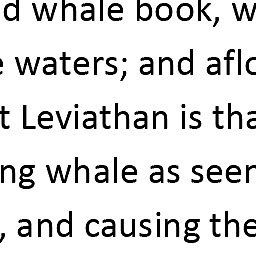 d whale book, w
waters; and aflo
t Leviathan is tha
ng whale as seen
, and causing the